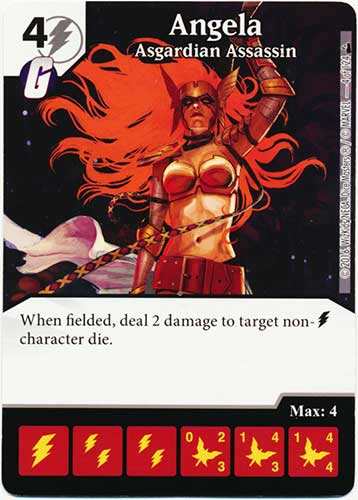 4
Angela
Asgardian Assassin
G
© MARVEL
When fielded, deal 2 damage to target non-
character die.
Max: 4
0 2 3 1 4 3 1 4 4